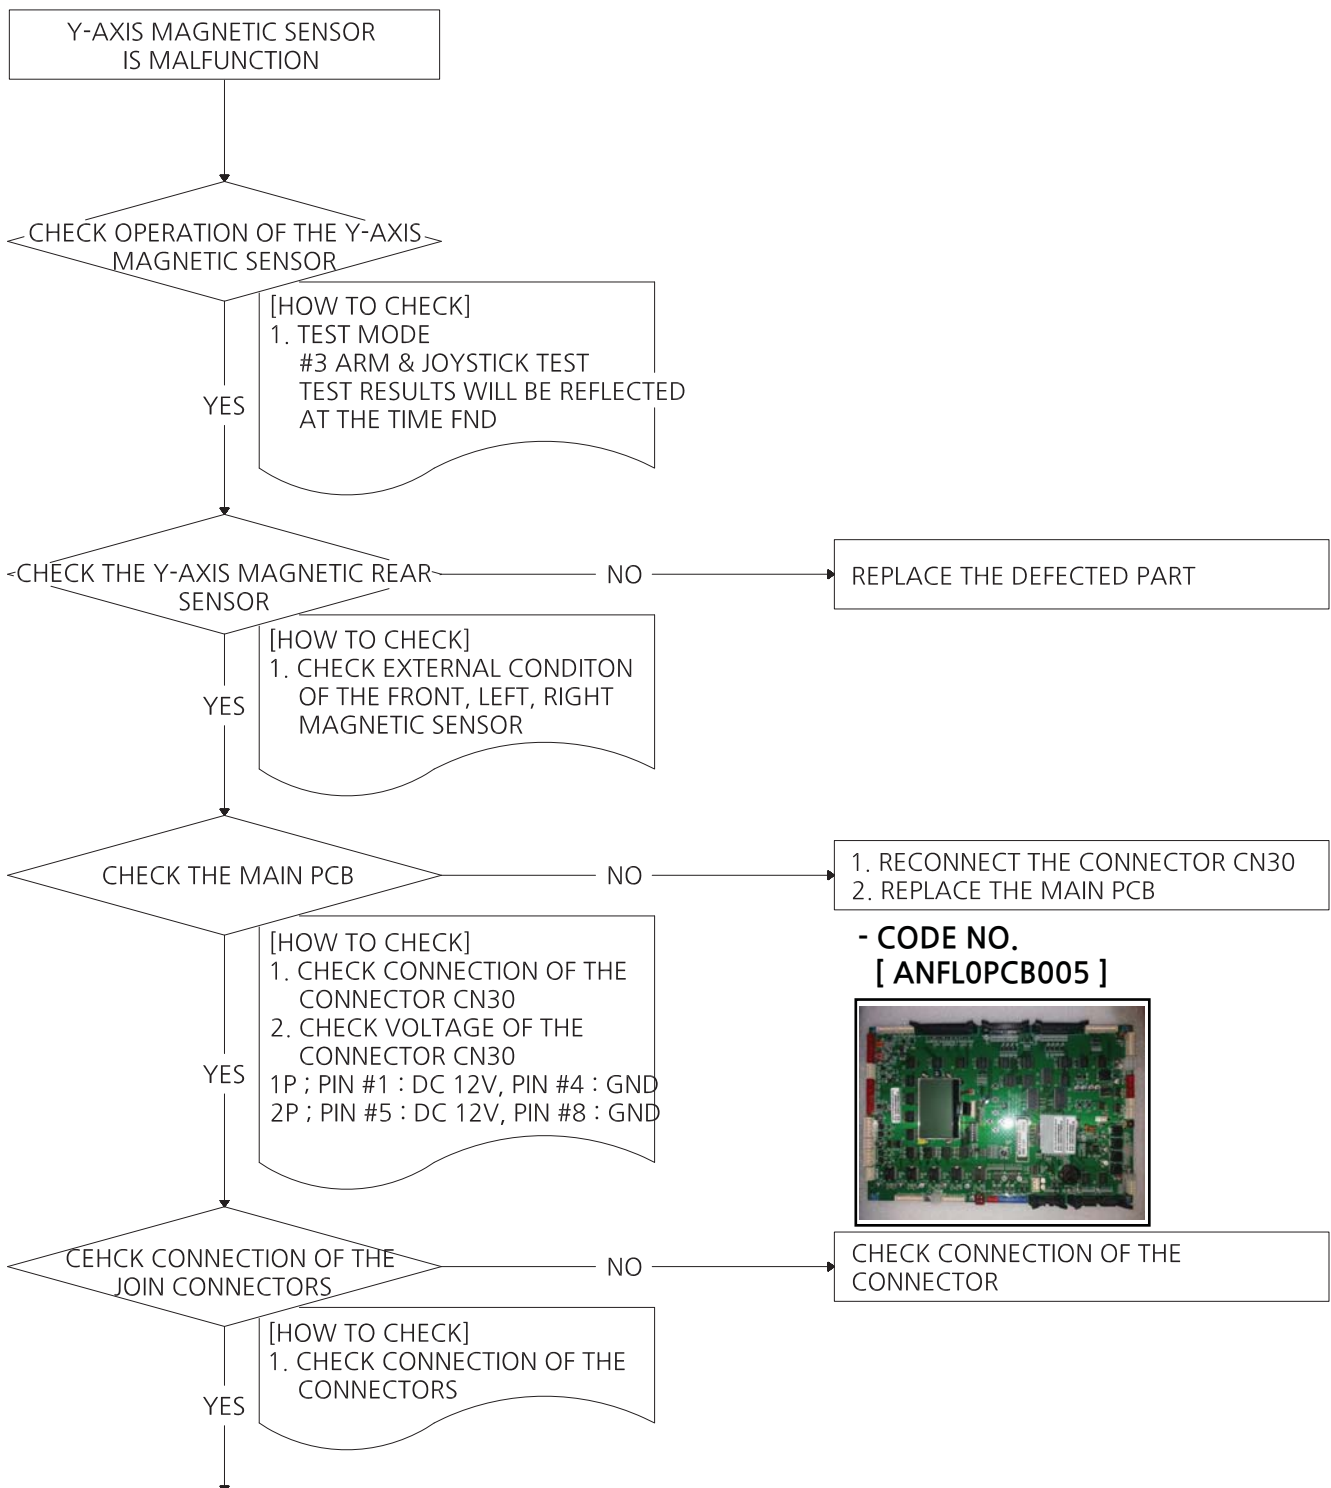 Y-AXIS MAGNETIC SENSOR
IS MALFUNCTION
CHECK OPERATION OF THE Y-AXIS
MAGNETIC SENSOR
[HOW TO CHECK]
1. TEST MODE
#3 ARM & JOYSTICK TEST
TEST RESULTS WILL BE REFLECTED
AT THE TIME FND
YES
CHECK THE Y-AXIS MAGNETIC REAR
SENSOR
NO
REPLACE THE DEFECTED PART
[HOW TO CHECK]
1. CHECK EXTERNAL CONDITON
OF THE FRONT, LEFT, RIGHT
MAGNETIC SENSOR
YES
CHECK THE MAIN PCB
NO
1. RECONNECT THE CONNECTOR CN30
2. REPLACE THE MAIN PCB
- CODE NO.
[ ANFL0PCB005 ]
[HOW TO CHECK]
1. CHECK CONNECTION OF THE
CONNECTOR CN30
2. CHECK VOLTAGE OF THE
CONNECTOR CN30
1P ; PIN #1 : DC 12V, PIN #4 : GND
2P ; PIN #5 : DC 12V, PIN #8 : GND
YES
CEHCK CONNECTION OF THE
JOIN CONNECTORS
NO
CHECK CONNECTION OF THE
CONNECTOR
[HOW TO CHECK]
1. CHECK CONNECTION OF THE
CONNECTORS
YES